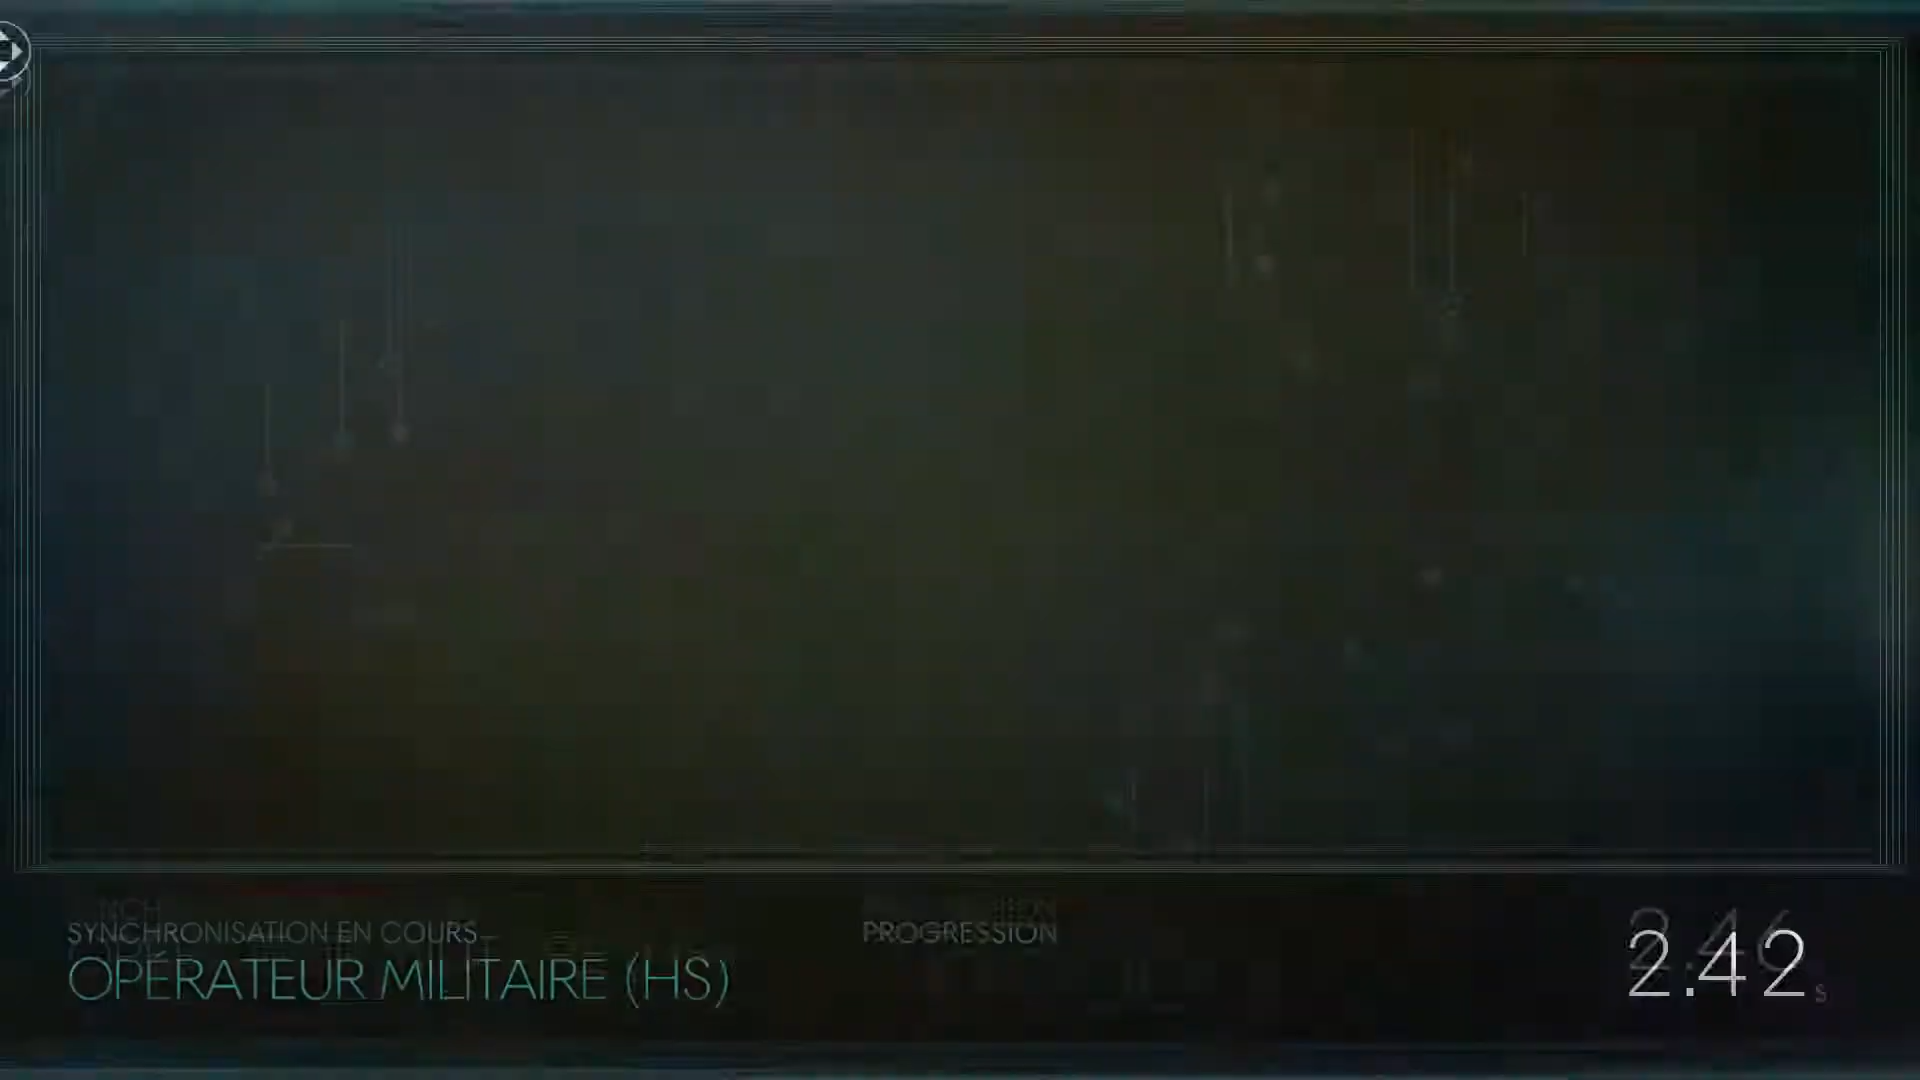 SYNCHRONISATION EN COURS
OPÉRATEUR MILITAIRE (HS)
PROGRESSION
2.42 s